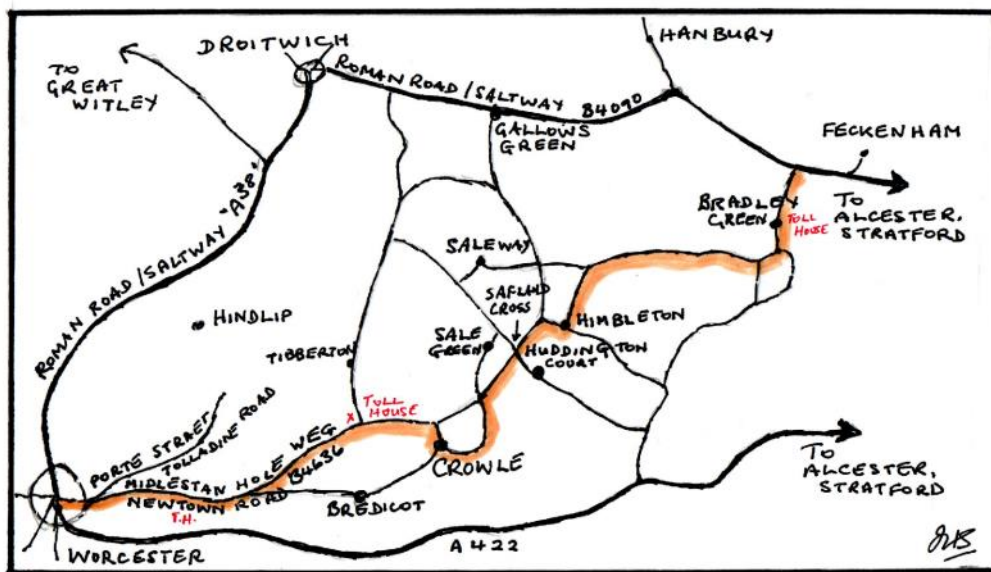 DROITWICH
HANBURY
TO
GREAT
WITLEY
ROMAN ROAD/SALTWAY B4090
GALLOWS
GREEN
FECKENHAM
TO
ALCESTER,
STRATFORD
BRADLEY
GREEN
TOLL
HOUSE
ROMAN ROAD/SALTWAY "A38"
SALEWAY
CROSS
HINDLIP
HIMBLETON
SALE
GREEN
HUDDINGTON
COURT
TIBBERTON
X TOLL
HOUSE
PORTE STRAET
TOLLADINE ROAD
MIDLESTAN HOLE WEG
NEWTOWN ROAD B4636
T.H.
CROWLE
BREDICOT
TO
ALCESTER,
STRATFORD
WORCESTER
A422